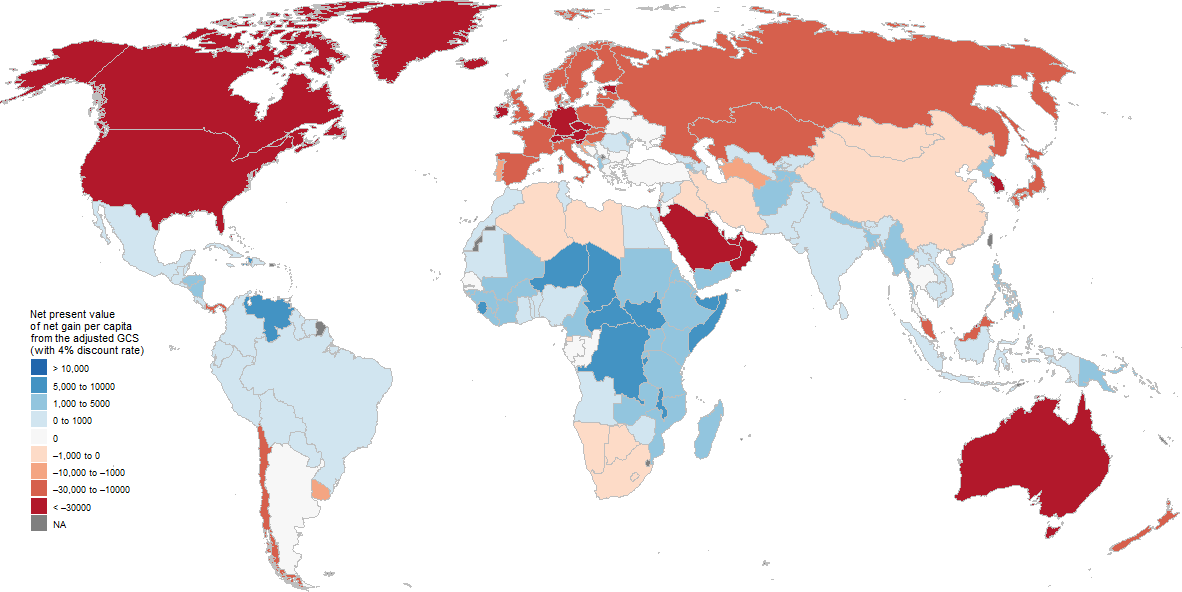 Net present value
of net gain per capita
from the adjusted GCS
(with 4% discount rate)
> 10,000
5,000 to 10000
1,000 to 5000
0 to 1000
0
–1,000 to 0
–10,000 to –1000
–30,000 to –10000
< –30000
NA